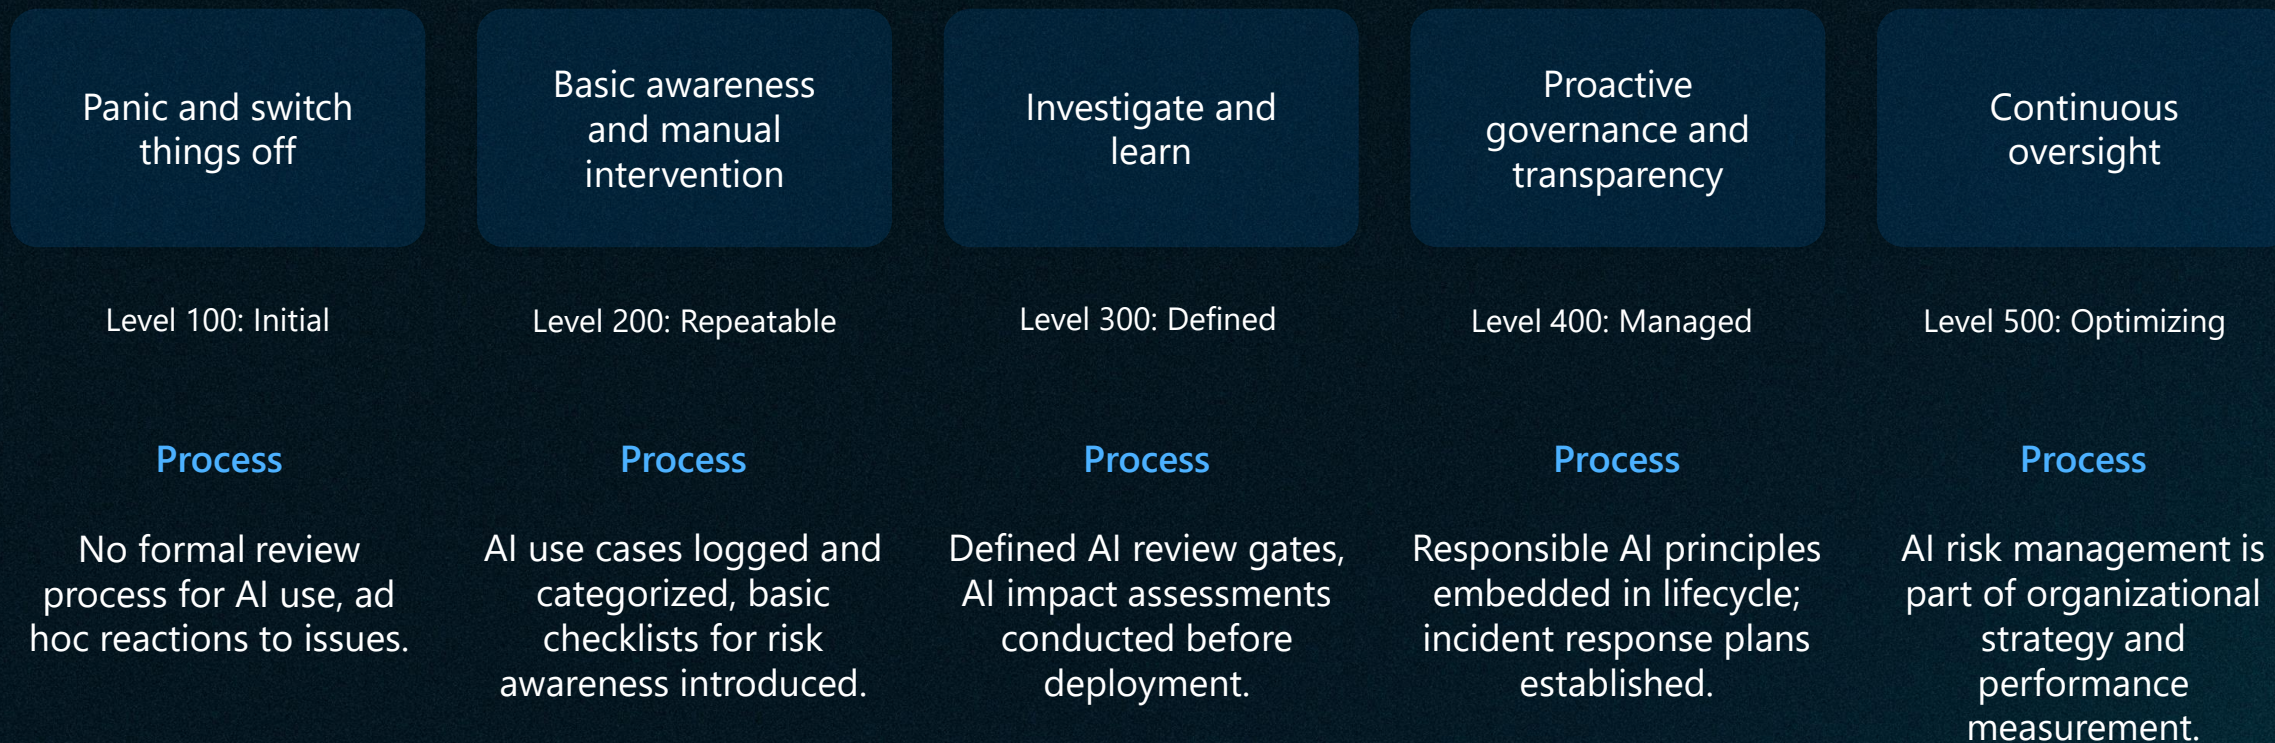 Panic and switch
things off
Basic awareness
and manual
intervention
Investigate and
learn
Proactive
governance and
transparency
Continuous
oversight
Level 100: Initial
Level 200: Repeatable
Level 300: Defined
Level 400: Managed
Level 500: Optimizing
Process
No formal review
process for AI use, ad
hoc reactions to issues.
Process
AI use cases logged and
categorized, basic
checklists for risk
awareness introduced.
Process
Defined AI review gates,
AI impact assessments
conducted before
deployment.
Process
Responsible AI principles
embedded in lifecycle;
incident response plans
established.
Process
AI risk management is
part of organizational
strategy and
performance
measurement.